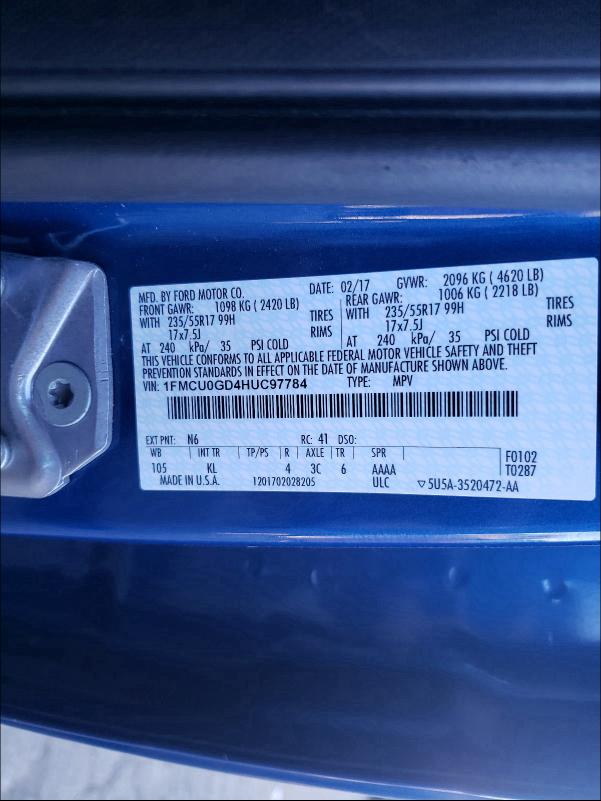 MFD. BY FORD MOTOR CO. DATE: 02/17 GVWR: 2096 KG ( 4620 LB)
FRONT GAWR: 1098 KG ( 2420 LB) REAR GAWR: 1006 KG ( 2218 LB)
WITH 235/55R17 99H TIRES WITH 235/55R17 99H TIRES
17x7.5J RIMS 17x7.5J RIMS
AT 240 kPa/ 35 PSI COLD AT 240 kPa/ 35 PSI COLD
THIS VEHICLE CONFORMS TO ALL APPLICABLE FEDERAL MOTOR VEHICLE SAFETY AND THEFT
PREVENTION STANDARDS IN EFFECT ON THE DATE OF MANUFACTURE SHOWN ABOVE.
VIN: 1FMCU0GD4HUC97784 TYPE: MPV
EXT PNT: N6 RC: 41 DSO:
WB INT TR TP/PS R AXLE TR SPR F0102
105 KL 4 3C 6 AAAA T0287
MADE IN U.S.A. 1201702028205 ULC ▽5U5A-3520472-AA